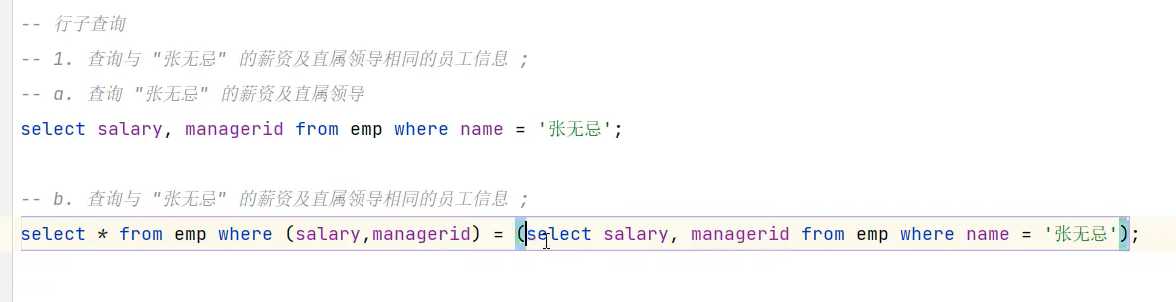 -- 行子查询
-- 1. 查询与 "张无忌" 的薪资及直属领导相同的员工信息 ;
-- a. 查询 "张无忌" 的薪资及直属领导
select salary, managerid from emp where name = '张无忌';
-- b. 查询与 "张无忌" 的薪资及直属领导相同的员工信息 ;
select * from emp where (salary,managerid) = (select salary, managerid from emp where name = '张无忌');